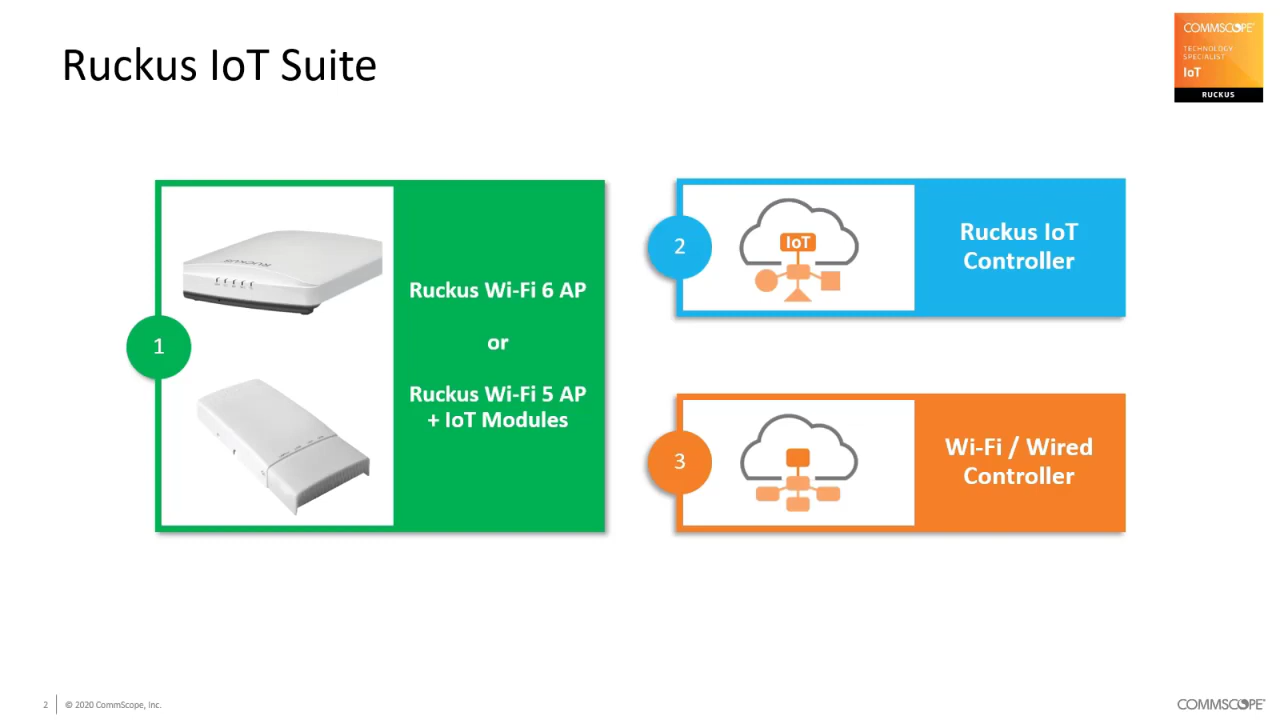 Ruckus IoT Suite
COMMSCOPE®
TECHNOLOGY
SPECIALIST
IoT
RUCKUS
1
RUCKUS
Ruckus Wi-Fi 6 AP
or
Ruckus Wi-Fi 5 AP
+ IoT Modules
2
IoT
Ruckus IoT
Controller
3
Wi-Fi / Wired
Controller
2
© 2020 CommScope, Inc.
COMMSCOPE®